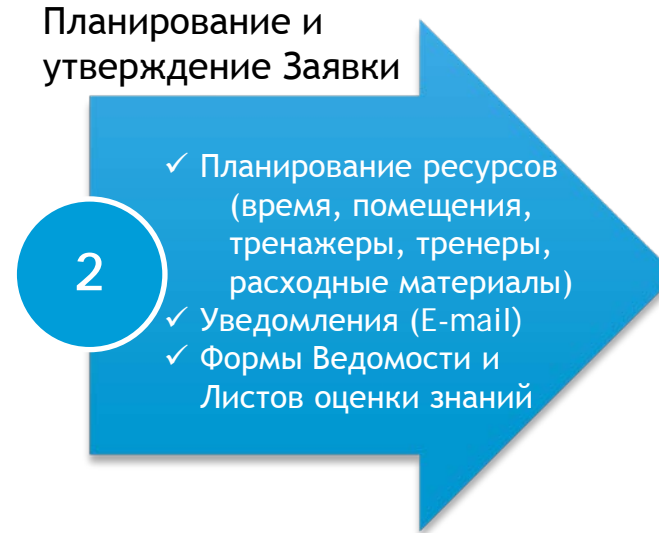 Планирование и
утверждение Заявки
✓ Планирование ресурсов
(время, помещения,
тренажеры, тренеры,
расходные материалы)
2
✓ Уведомления (E-mail)
✓ Формы Ведомости и
Листов оценки знаний